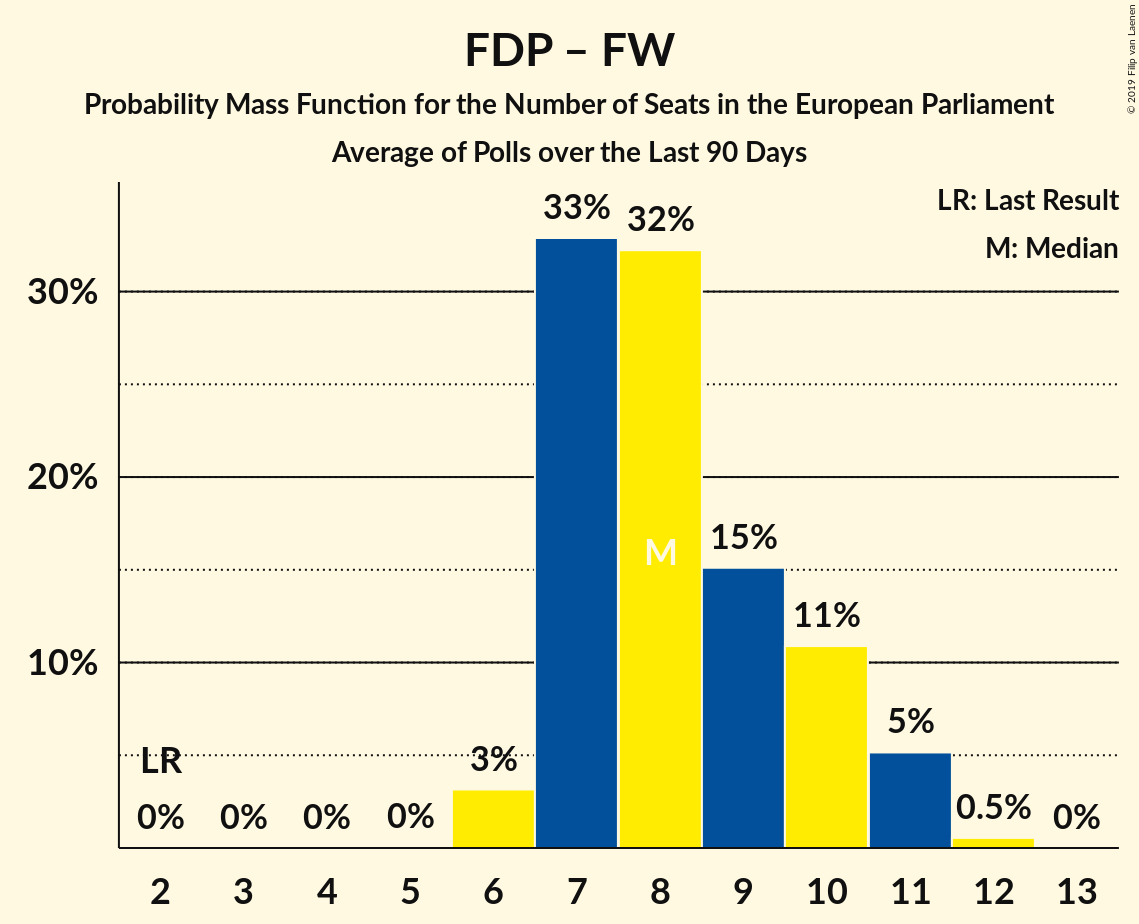 FDP – FW
Probability Mass Function for the Number of Seats in the European Parliament
Average of Polls over the Last 90 Days
© 2019 Filip van Laenen
LR: Last Result
M: Median
33%
32%
30%
20%
M
15%
11%
10%
5%
LR
3%
0%
0%
0%
0%
0.5%
0%
2 3 4 5 6 7 8 9 10 11 12 13